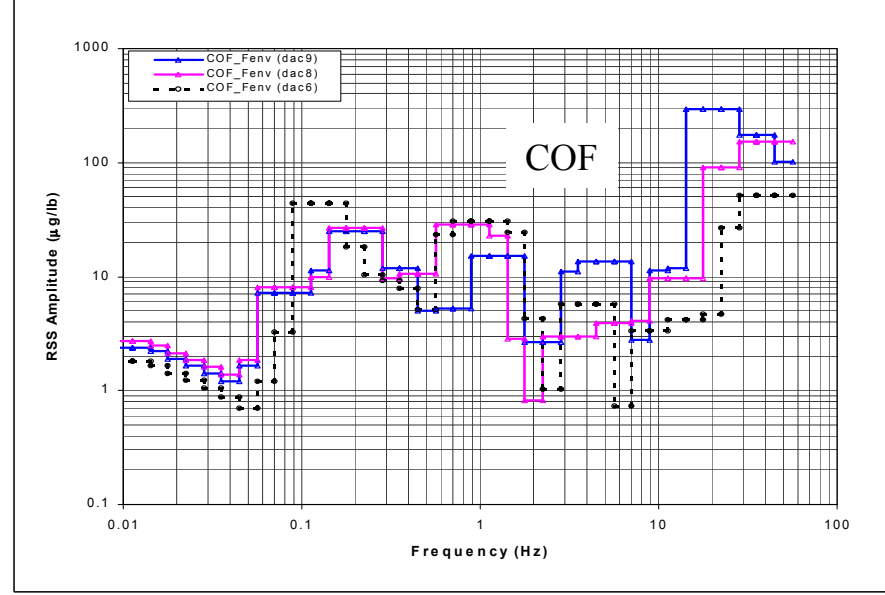 1000
COF_Fenv (dac9)
COF_Fenv (dac8)
COF_Fenv (dac6)
COF
100
10
1
0.1
0.01 0.1 1 10 100
RSS Amplitude (µg/lb)
Frequency (Hz)